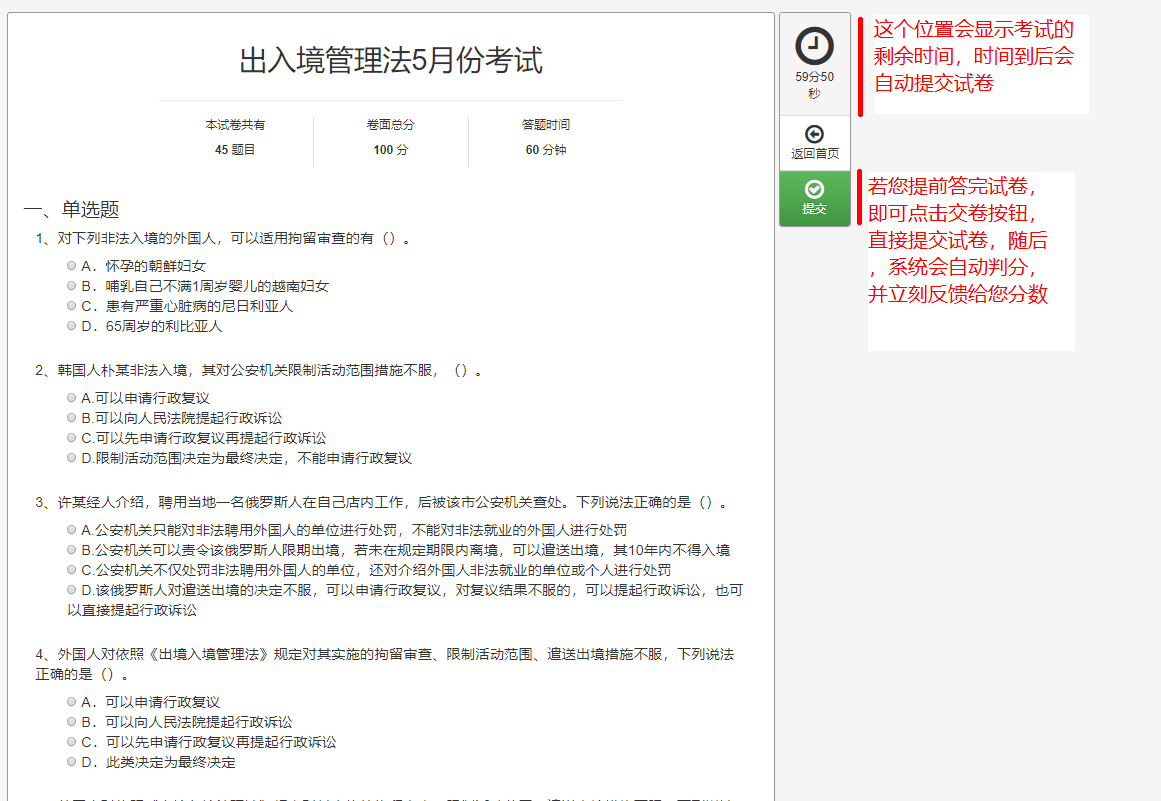 出入境管理法5月份考试
本试卷共有
45 题目
卷面总分
100 分
答题时间
60 分钟
一、单选题
1、对下列非法入境的外国人，可以适用拘留审查的有（）。
A．怀孕的朝鲜妇女
B．哺乳自己不满1周岁婴儿的越南妇女
C．患有严重心脏病的尼日利亚人
D．65周岁的利比亚人
2、韩国人朴某非法入境，其对公安机关限制活动范围措施不服，（）。
A.可以申请行政复议
B.可以向人民法院提起行政诉讼
C.可以先申请行政复议再提起行政诉讼
D.限制活动范围决定为最终决定，不能申请行政复议
3、许某经人介绍，聘用当地一名俄罗斯人在自己店内工作，后被该市公安机关查处。下列说法正确的是（）。
A.公安机关只能对非法聘用外国人的单位进行处罚，不能对非法就业的外国人进行处罚
B.公安机关可以责令该俄罗斯人限期出境，若未在规定期限内离境，可以遣送出境，其10年内不得入境
C.公安机关不仅处罚非法聘用外国人的单位，还对介绍外国人非法就业的单位或个人进行处罚
D.该俄罗斯人对遣送出境的决定不服，可以申请行政复议，对复议结果不服的，可以提起行政诉讼，也可
以直接提起行政诉讼
4、外国人对依照《出境入境管理法》规定对其实施的拘留审查、限制活动范围、遣送出境措施不服，下列说法
正确的是（）。
A．可以申请行政复议
B．可以向人民法院提起行政诉讼
C．可以先申请行政复议再提起行政诉讼
D．此类决定为最终决定
59分50
秒
返回首页
提交
这个位置会显示考试的
剩余时间，时间到后会
自动提交试卷
若您提前答完试卷，
即可点击交卷按钮，
直接提交试卷，随后
，系统会自动判分，
并立刻反馈给您分数